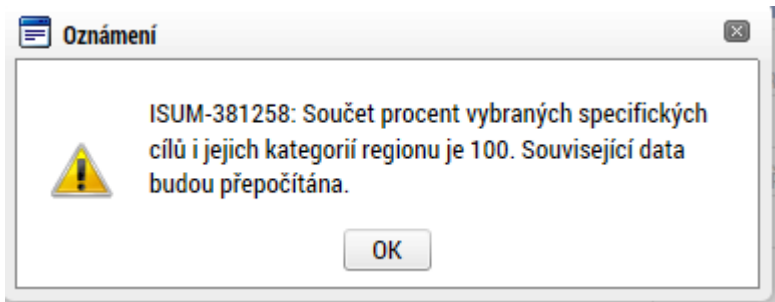 Oznámení
ISUM-381258: Součet procent vybraných specifických
cílů i jejich kategorií regionu je 100. Související data
budou přepočítána.
OK